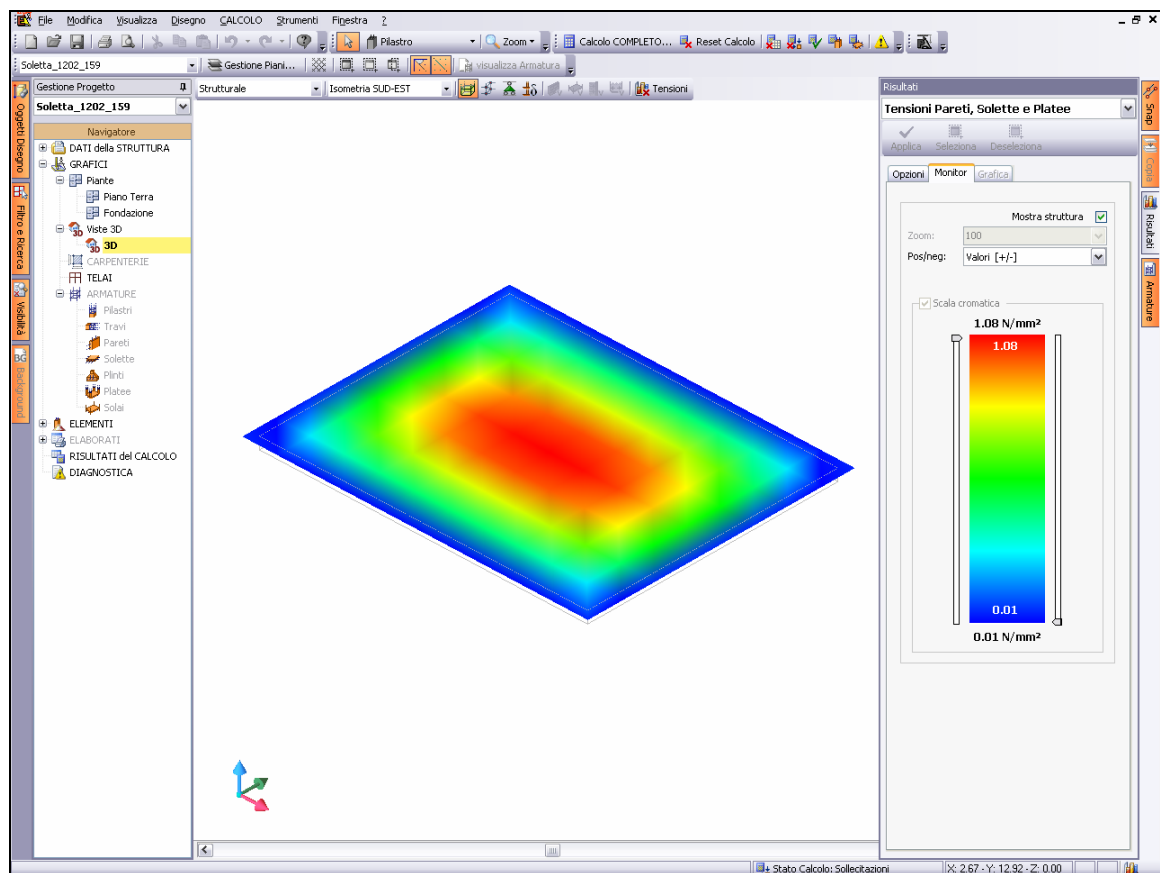 File Modifica Visualizza Disegno CALCOLO Strumenti Finestra ?
Pilastro Zoom Calcolo COMPLETO... Reset Calcolo
Soletta_1202_159 Gestione Piani... visualizza Armatura
Gestione Progetto
Soletta_1202_159
Navigatore
DATI della STRUTTURA
GRAFICI
Piante
Piano Terra
Fondazione
Viste 3D
3D
CARPENTERIE
TELAI
ARMATURE
Pilastri
Travi
Pareti
Solette
Plinti
Platee
Solai
ELEMENTI
ELABORATI
RISULTATI del CALCOLO
DIAGNOSTICA
Oggetti Disegno
Filtro e Ricerca
Visibilità
BG Background
Strutturale Isometria SUD-EST Tensioni
Risultati
Tensioni Pareti, Solette e Platee
Applica Seleziona Deseleziona
Opzioni Monitor Grafica
Mostra struttura
Zoom: 100
Pos/neg: Valori [+/-]
Scala cromatica
1.08 N/mm²
1.08
0.01
0.01 N/mm²
Snap
Copia
Risultati
Armature
Stato Calcolo: Sollecitazioni X: 2.67 - Y: 12.92 - Z: 0.00